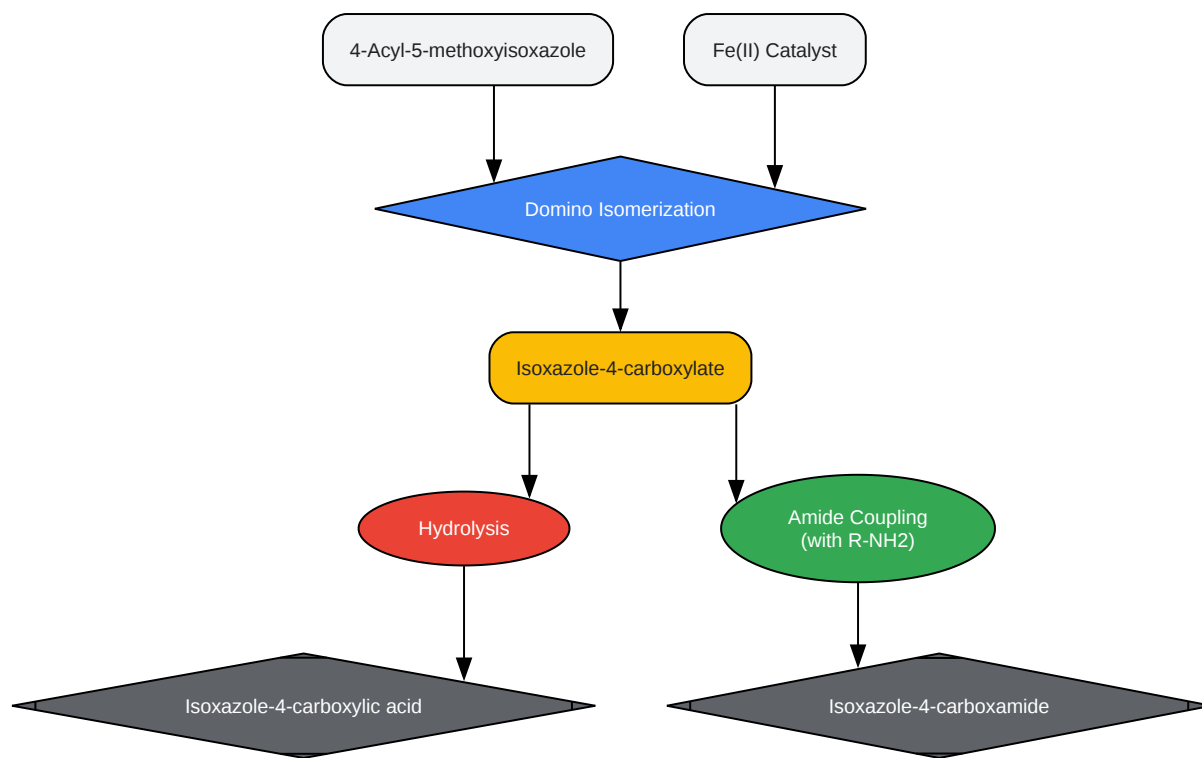 4-Acyl-5-methoxyisoxazole
Fe(II) Catalyst
Domino Isomerization
Isoxazole-4-carboxylate
Hydrolysis
Amide Coupling
(with R-NH2)
Isoxazole-4-carboxylic acid
Isoxazole-4-carboxamide